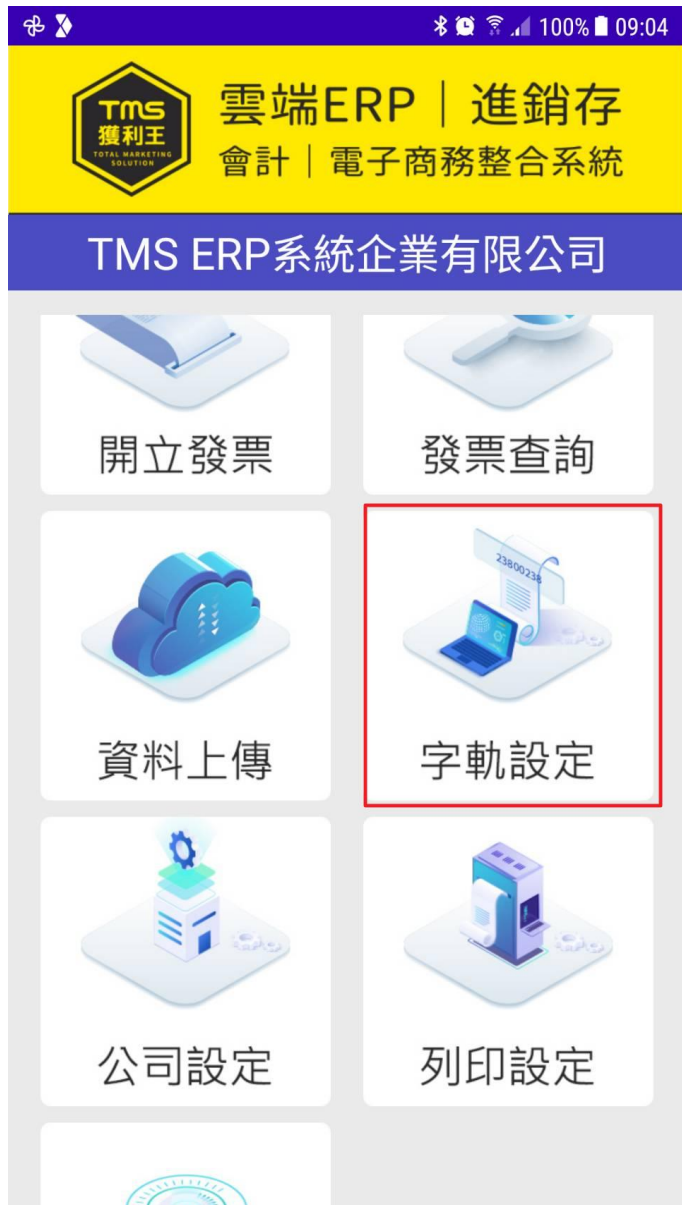 100% 09:04
TMS
獲利王
TOTAL MARKETING
SOLUTION
雲端ERP｜進銷存
會計｜電子商務整合系統
TMS ERP系統企業有限公司
開立發票
發票查詢
23800238
資料上傳
字軌設定
公司設定
列印設定